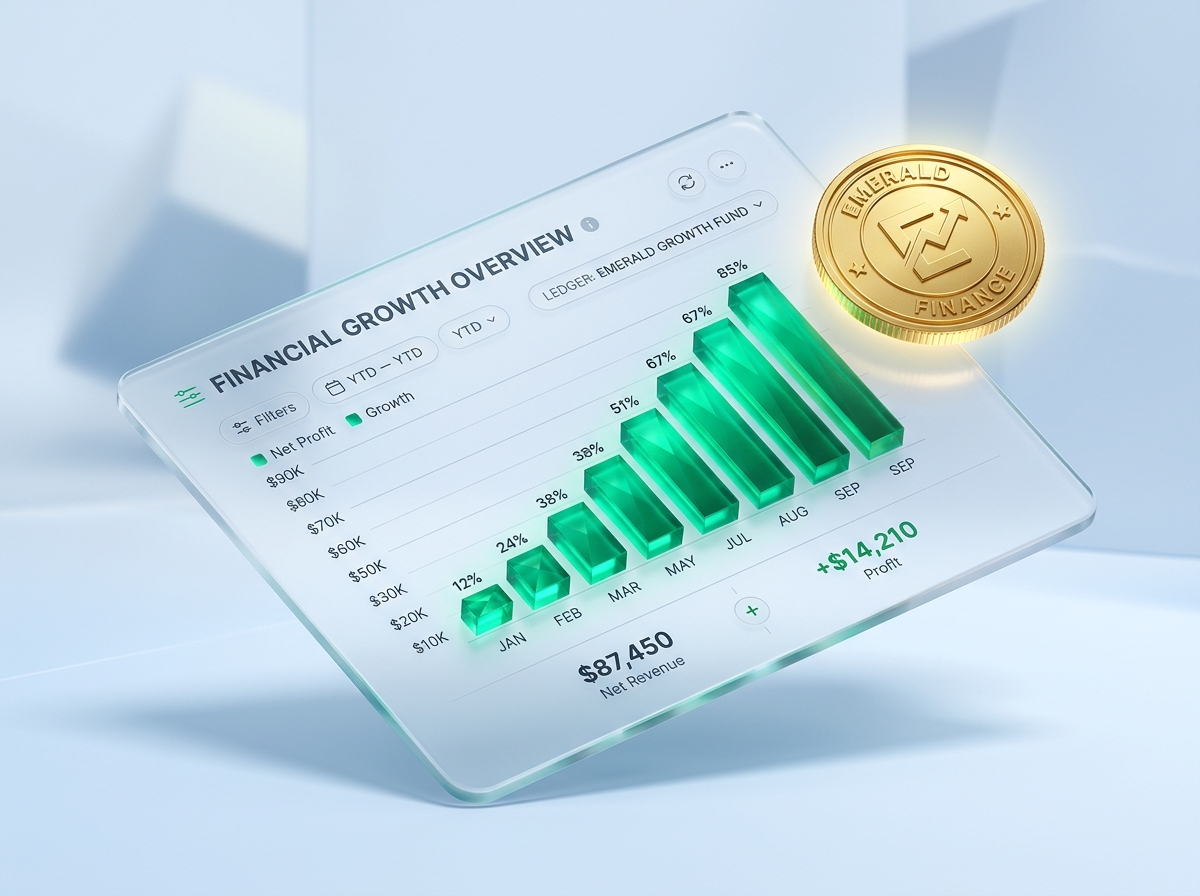 FINANCIAL GROWTH OVERVIEW
Filters
YTD – YTD
YTD
LEDGER: EMERALD GROWTH FUND
Net Profit
Growth
$90K
$80K
$70K
$60K
$50K
$30K
$20K
$10K
12%
24%
38%
38%
51%
67%
67%
85%
JAN
FEB
MAR
MAY
JUL
AUG
SEP
SEP
$87,450
Net Revenue
+
+$14,210
Profit
EMERALD
FINANCE